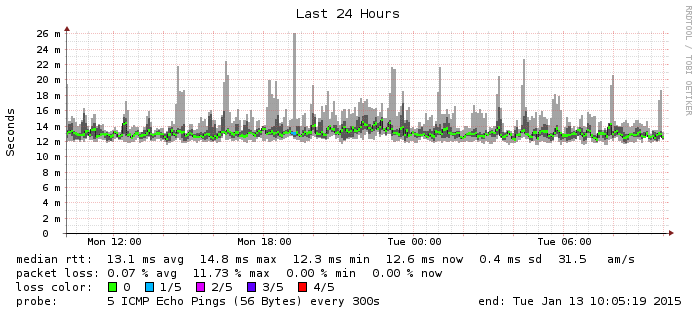 Last 24 Hours
RRDTOOL / TOBI OETIKER
Seconds
26 m
24 m
22 m
20 m
18 m
16 m
14 m
12 m
10 m
8 m
6 m
4 m
2 m
0
Mon 12:00 Mon 18:00 Tue 00:00 Tue 06:00
median rtt: 13.1 ms avg 14.8 ms max 12.3 ms min 12.6 ms now 0.4 ms sd 31.5 am/s
packet loss: 0.07 % avg 11.73 % max 0.00 % min 0.00 % now
loss color: 0 1/5 2/5 3/5 4/5
probe: 5 ICMP Echo Pings (56 Bytes) every 300s end: Tue Jan 13 10:05:19 2015